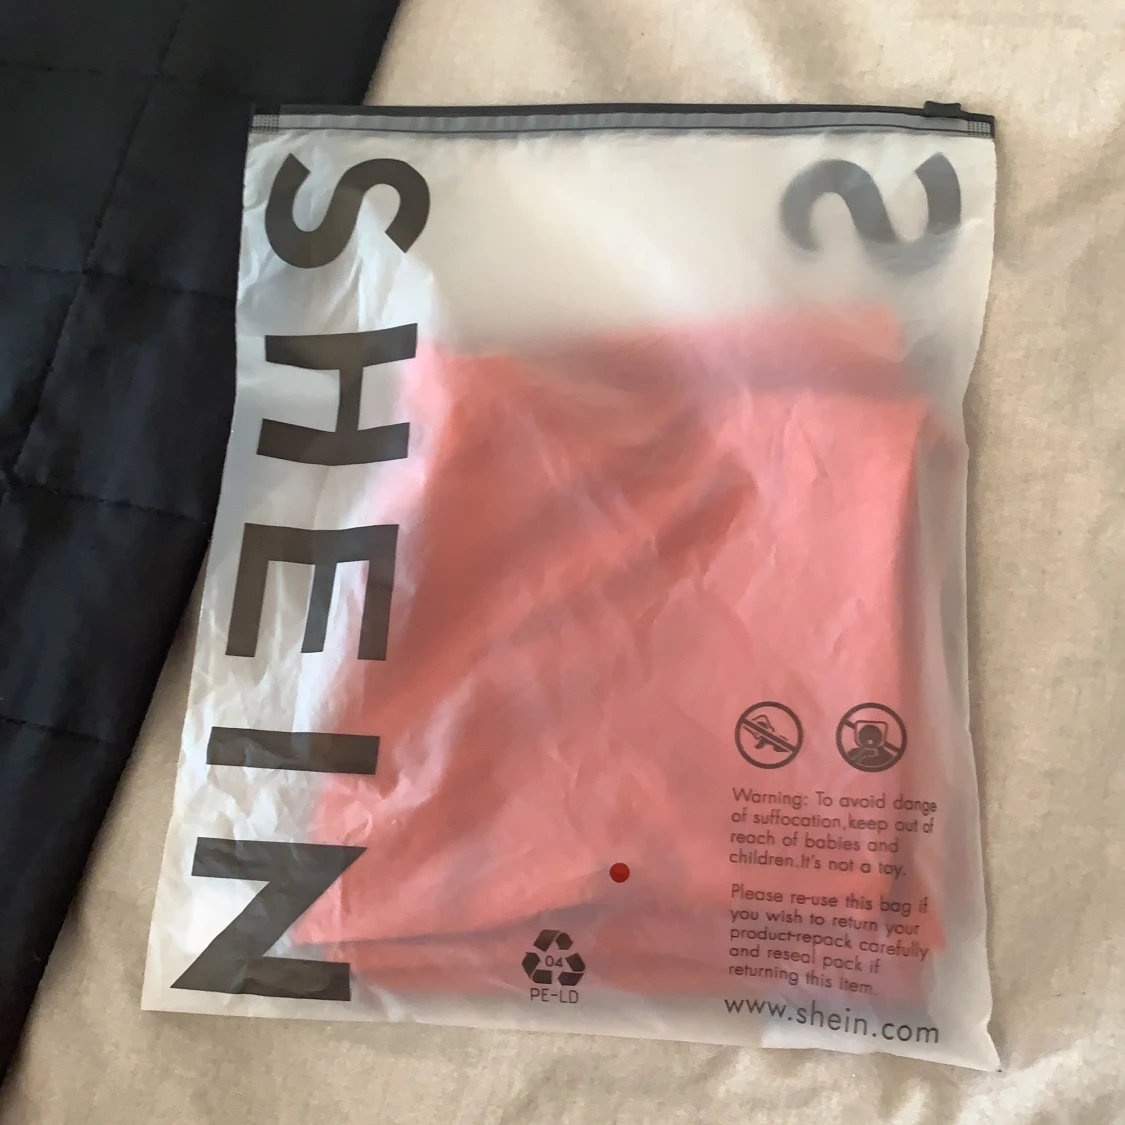 SHEIN
S
Warning: To avoid dange
of suffocation,keep out of
reach of babies and
children.It's not a toy.
Please re-use this bag if
you wish to return your
product-repack carefully
and reseal pack if
returning this item.
www.shein.com
04
PE-LD